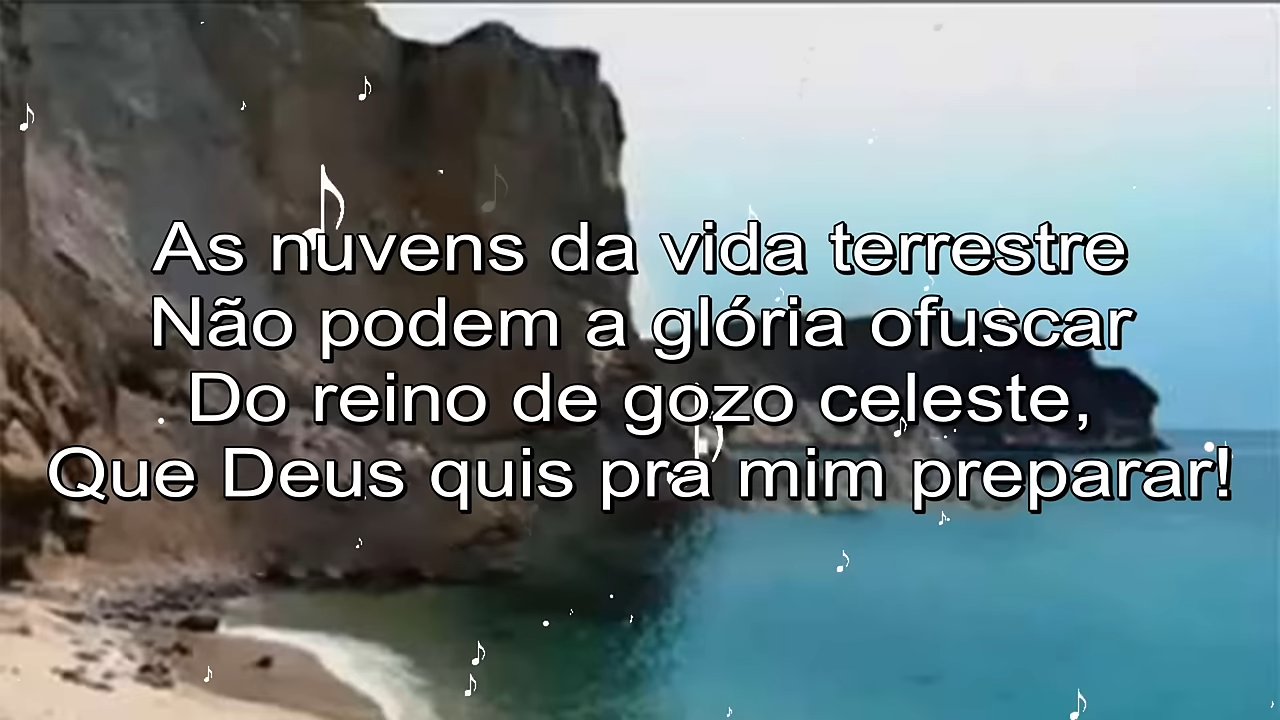 As nuvens da vida terrestre
Não podem a glória ofuscar
Do reino de gozo celeste,
Que Deus quis pra mim preparar!